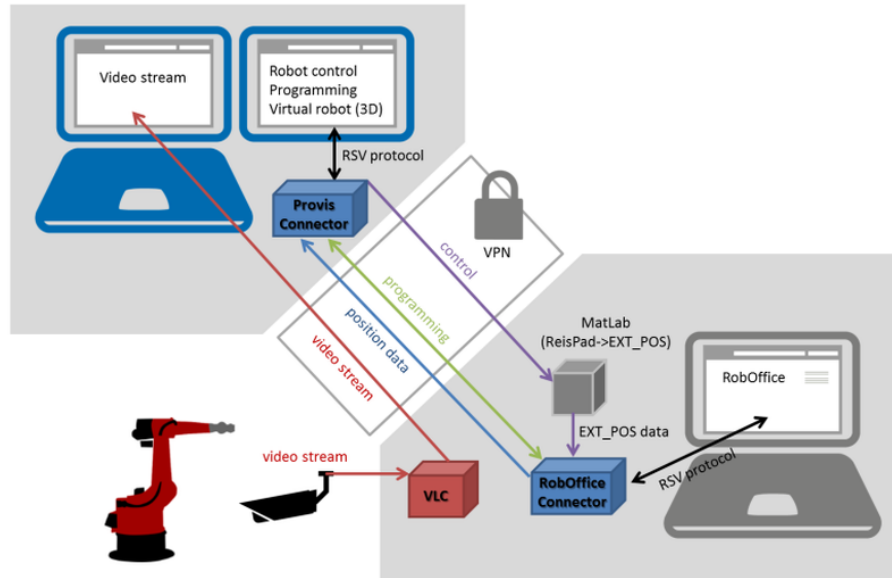 Video stream
Robot control
Programming
Virtual robot (3D)
RSV protocol
Provis
Connector
VPN
control
programming
position data
video stream
MatLab
(ReisPad->EXT_POS)
RobOffice
EXT_POS data
video stream
VLC
RobOffice
Connector
RSV protocol